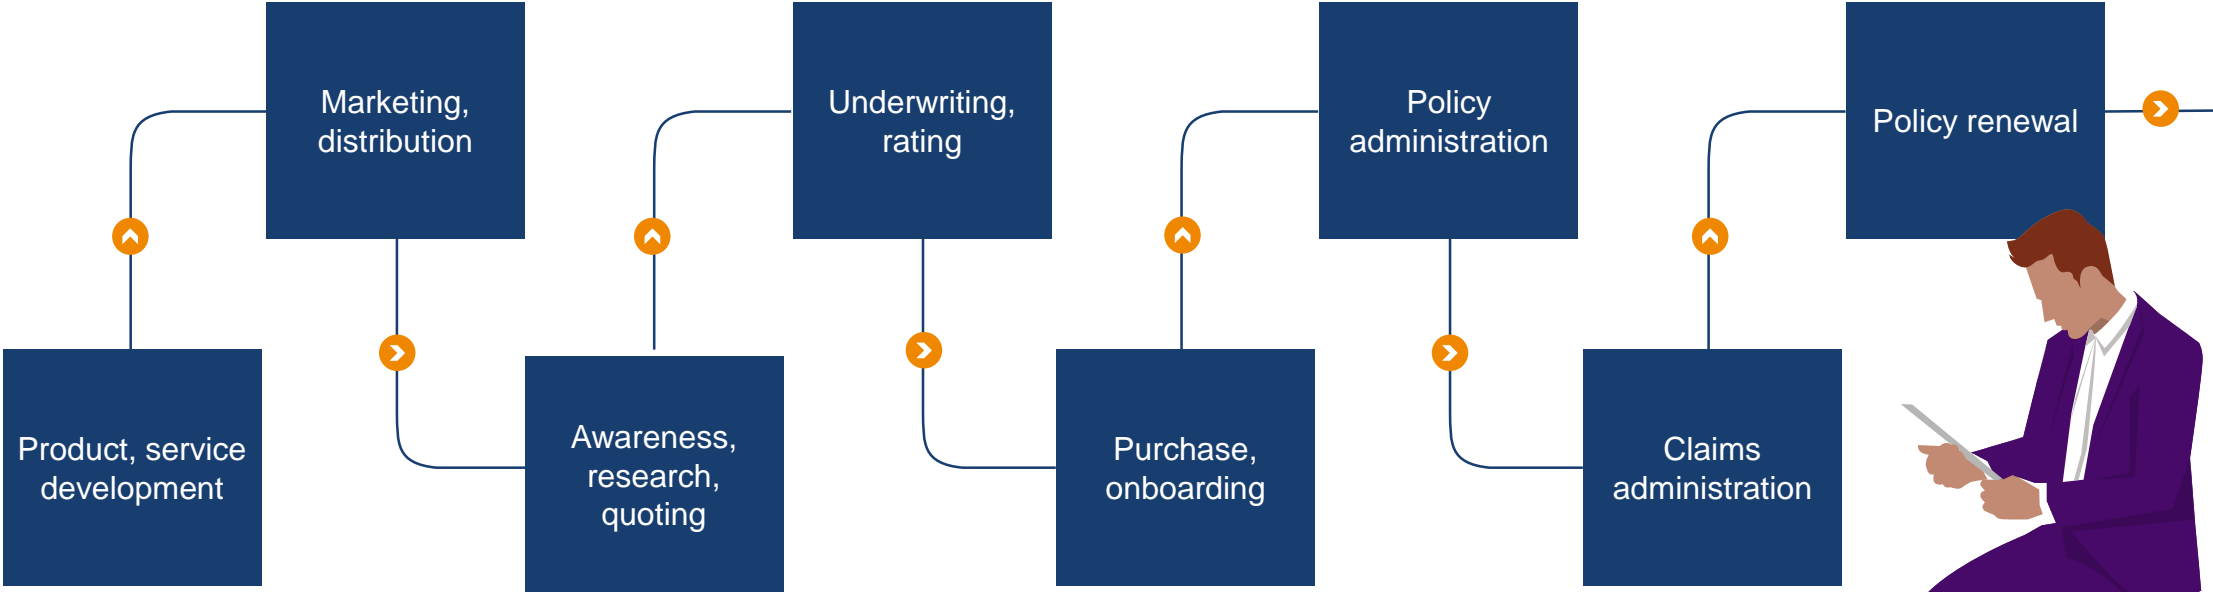 Product, service
development
Marketing,
distribution
Awareness,
research,
quoting
Underwriting,
rating
Purchase,
onboarding
Policy
administration
Claims
administration
Policy renewal